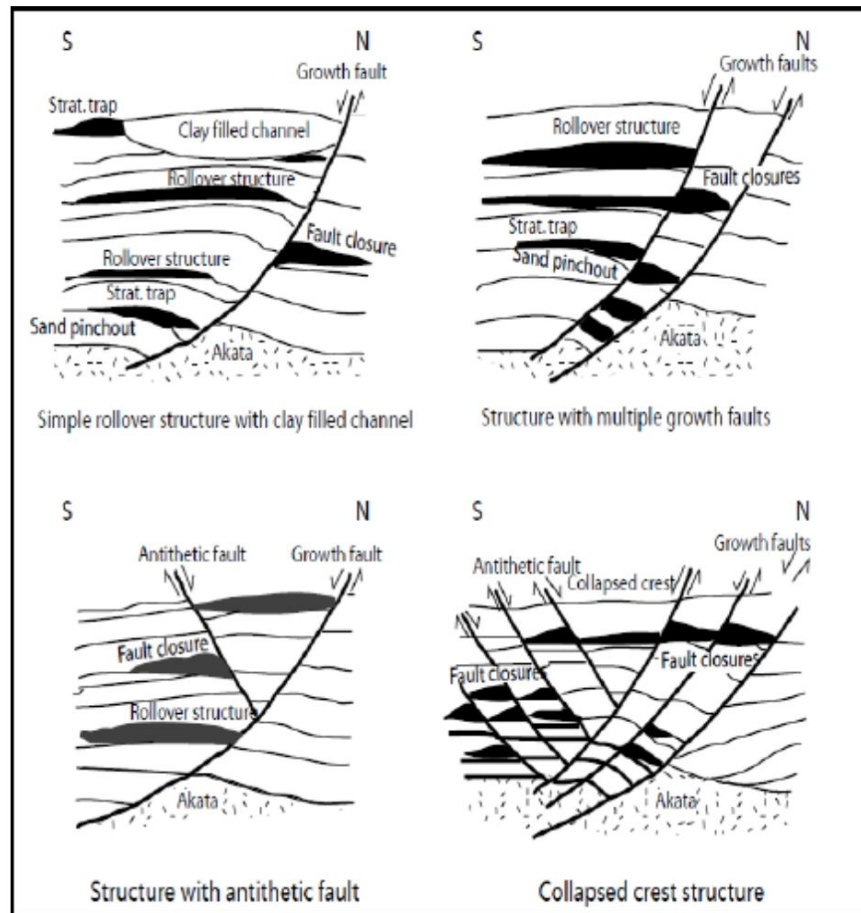 S N
Growth fault
Strat. trap
Clay filled channel
Rollover structure
Fault closure
Rollover structure
Strat. trap
Sand pinchout
Akata
Simple rollover structure with clay filled channel
S N
Growth faults
Rollover structure
Fault closures
Strat. trap
Sand pinchout
Akata
Structure with multiple growth faults
S N
Antithetic fault Growth fault
Fault closure
Rollover structure
Akata
Structure with antithetic fault
S N
Growth faults
Antithetic fault
Collapsed crest
Fault closures
Fault closures
Akata
Collapsed crest structure